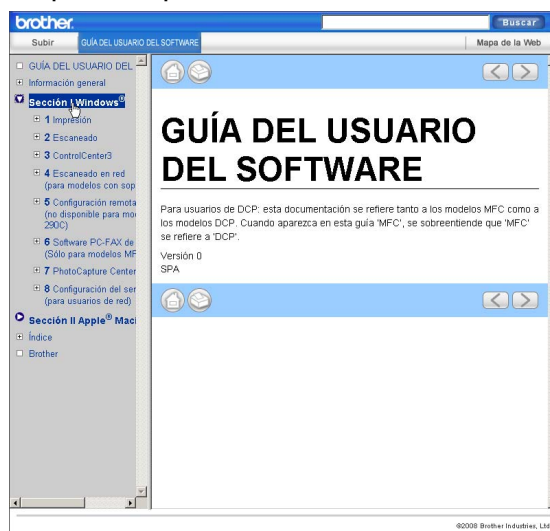 brother.
Buscar
Subir
GUÍA DEL USUARIO DEL SOFTWARE
Mapa de la Web
GUÍA DEL USUARIO DEL
Información general
Sección I Windows®
1 Impresión
2 Escaneado
3 ControlCenter3
4 Escaneado en red
(para modelos con sop
5 Configuración remota
(no disponible para mo
290C)
6 Software PC-FAX de
(Sólo para modelos MF
7 PhotoCapture Center
8 Configuración del ser
(para usuarios de red)
Sección II Apple® Maci
Índice
Brother
GUÍA DEL USUARIO
DEL SOFTWARE
Para usuarios de DCP: esta documentación se refiere tanto a los modelos MFC como a
los modelos DCP. Cuando aparezca en esta guía 'MFC', se sobreentiende que 'MFC'
se refiere a 'DCP'.
Versión 0
SPA
©2008 Brother Industries, Ltd